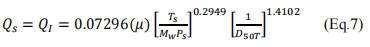 Q_S = Q_I = 0.07296(μ) [T_S / M_W P_S]^0.2949 [1 / D_50T]^1.4102 (Eq.7)